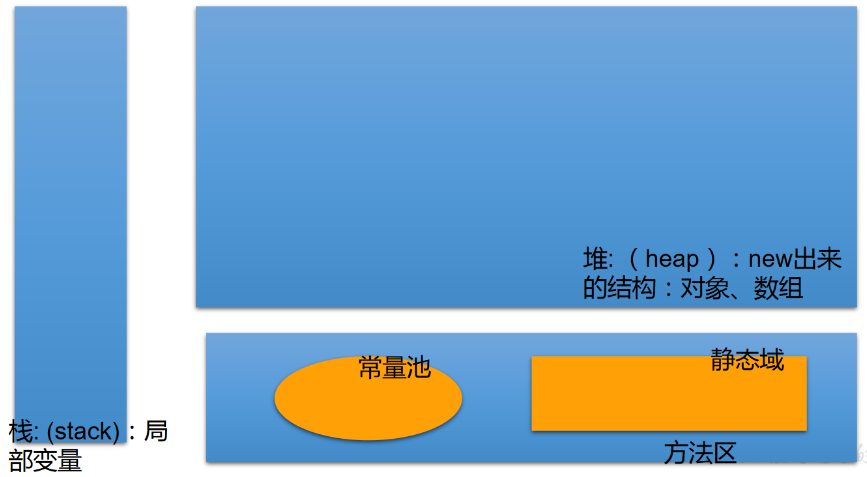 堆:（heap）: new出来
的结构：对象、数组
常量池
静态域
栈: (stack)：局
部变量
方法区